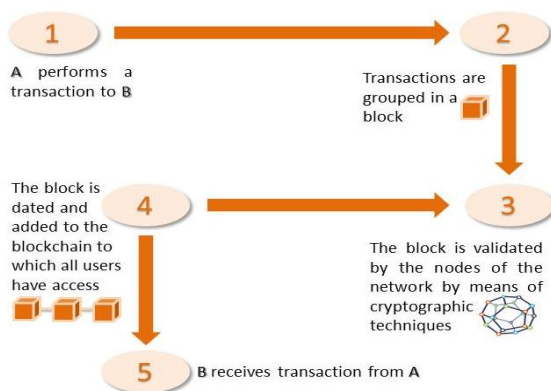 1
A performs a
transaction to B
2
Transactions are
grouped in a
block
3
The block is validated
by the nodes of the
network by means of
cryptographic
techniques
4
The block is
dated and
added to the
blockchain to
which all users
have access
5
B receives transaction from A